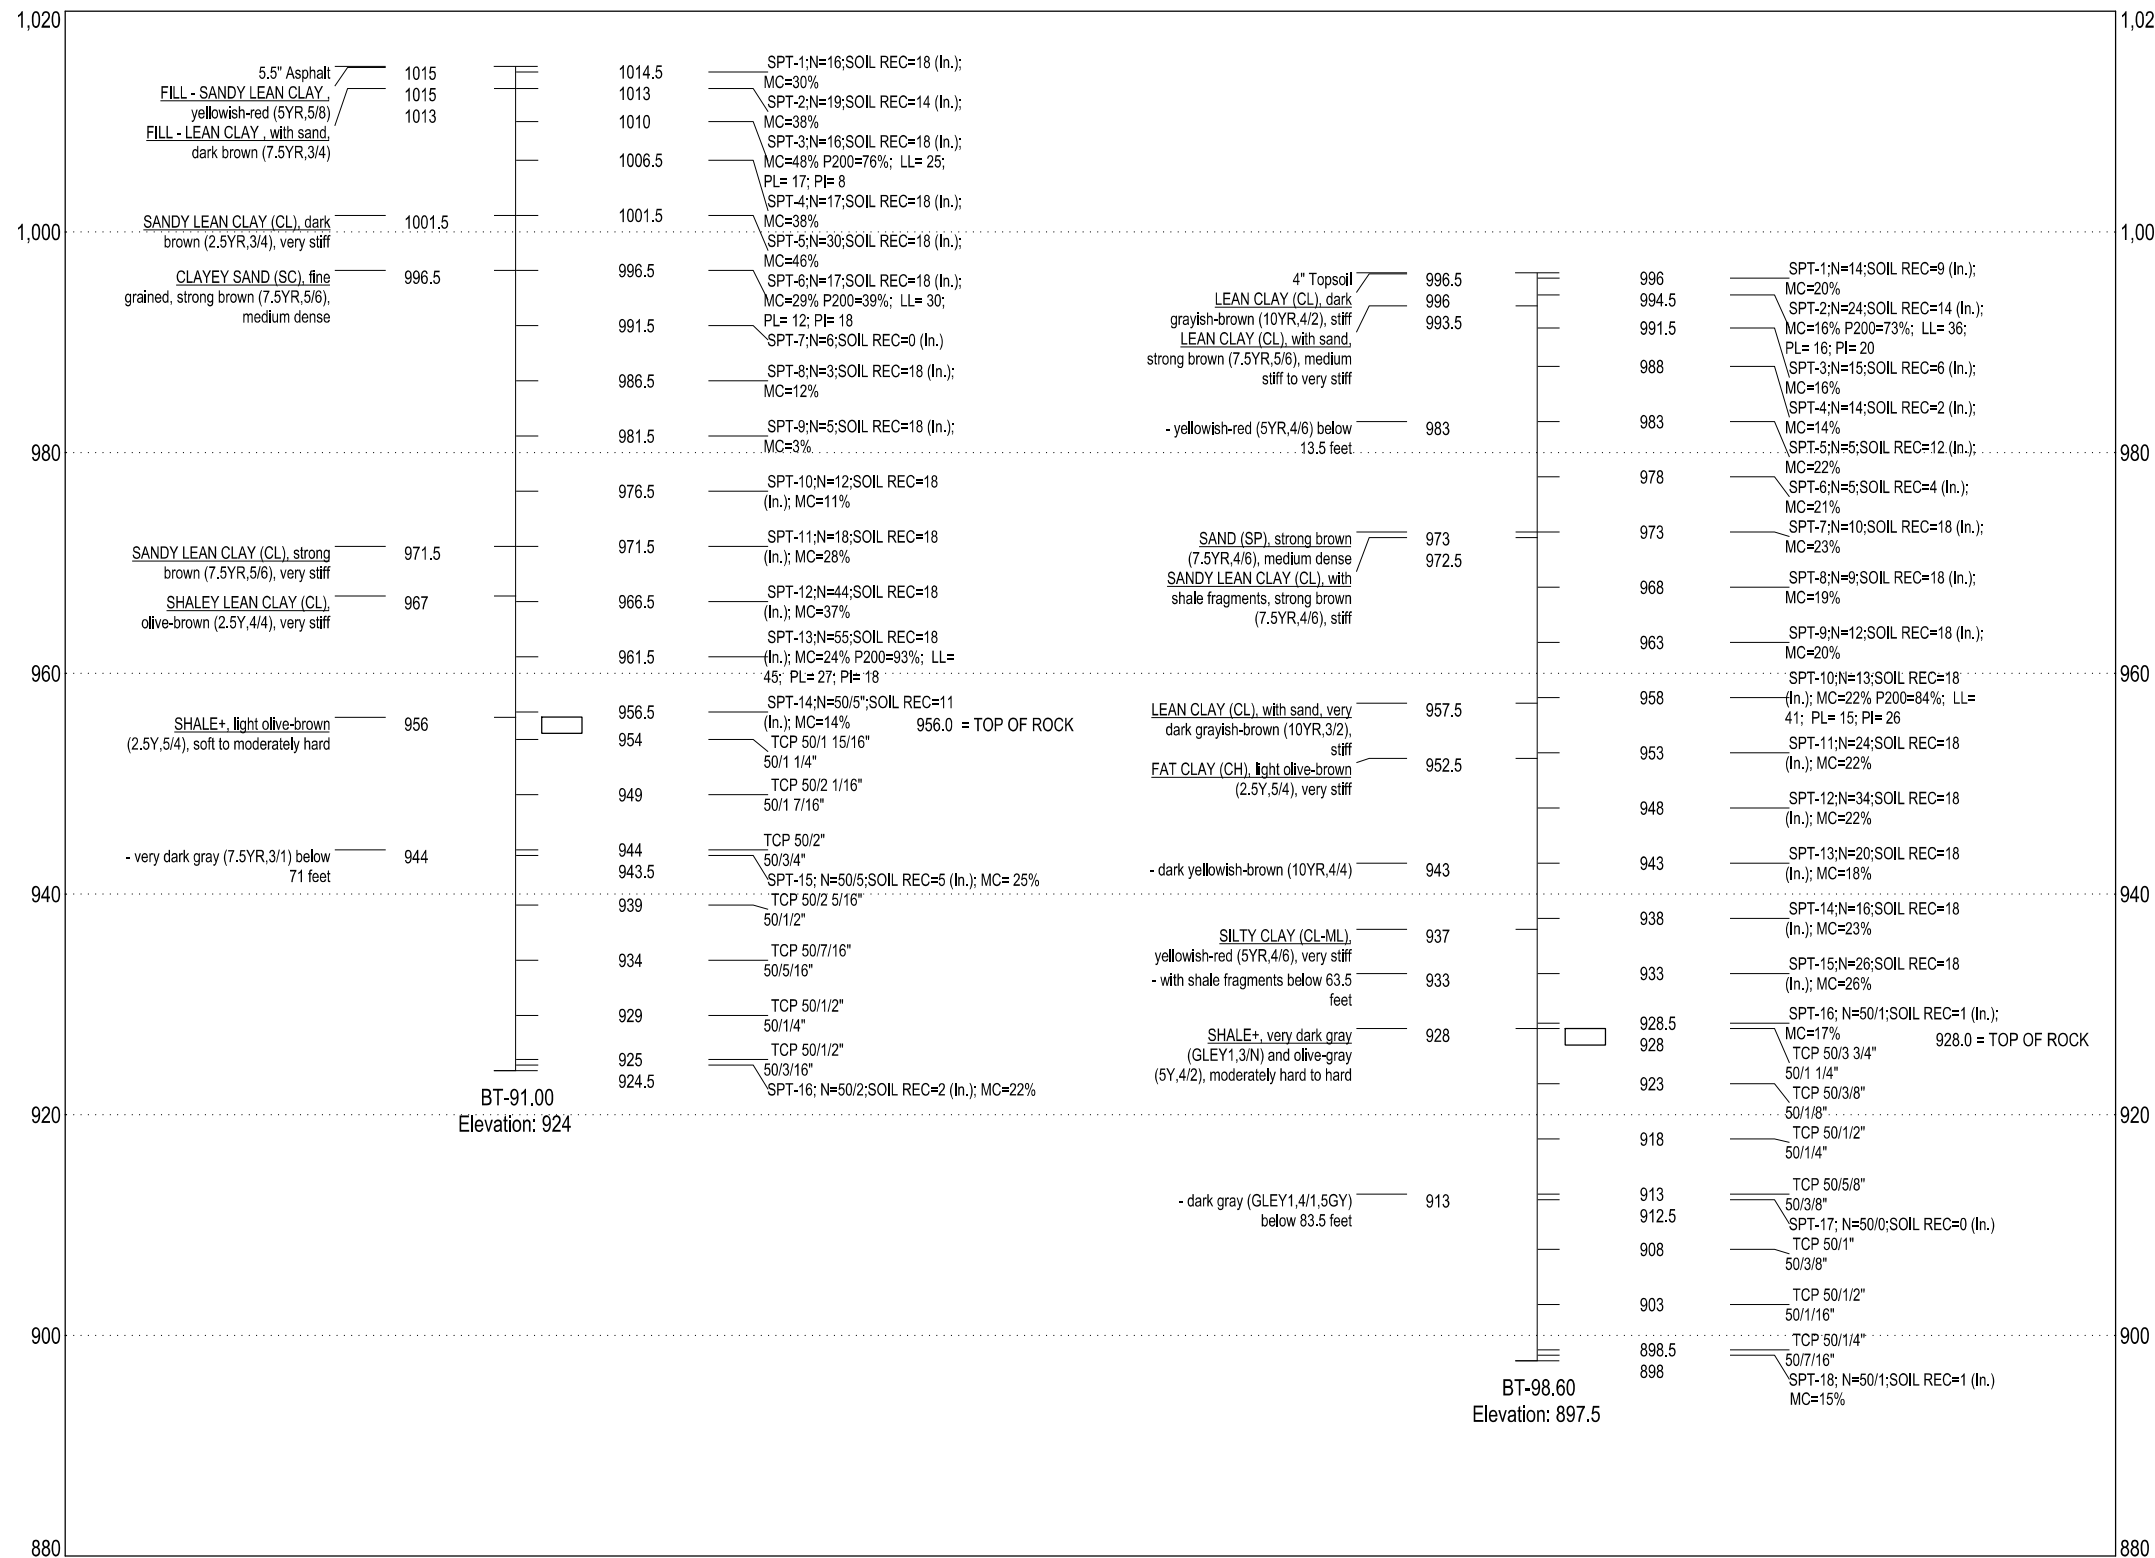 1,020
1,000
980
960
940
920
900
880
5.5" Asphalt
FILL - SANDY LEAN CLAY ,
yellowish-red (5YR,5/8)
FILL - LEAN CLAY , with sand,
dark brown (7.5YR,3/4)
SANDY LEAN CLAY (CL), dark
brown (2.5YR,3/4), very stiff
CLAYEY SAND (SC), fine
grained, strong brown (7.5YR,5/6),
medium dense
SANDY LEAN CLAY (CL), strong
brown (7.5YR,5/6), very stiff
SHALEY LEAN CLAY (CL),
olive-brown (2.5Y,4/4), very stiff
SHALE+, light olive-brown
(2.5Y,5/4), soft to moderately hard
- very dark gray (7.5YR,3/1) below
71 feet
1015
1015
1013
1001.5
996.5
971.5
967
956
944
1014.5
1013
1010
1006.5
1001.5
996.5
991.5
986.5
981.5
976.5
971.5
966.5
961.5
956.5
954
949
944
943.5
939
934
929
925
924.5
SPT-1;N=16;SOIL REC=18 (In.);
MC=30%
SPT-2;N=19;SOIL REC=14 (In.);
MC=38%
SPT-3;N=16;SOIL REC=18 (In.);
MC=48% P200=76%; LL= 25;
PL= 17; PI= 8
SPT-4;N=17;SOIL REC=18 (In.);
MC=38%
SPT-5;N=30;SOIL REC=18 (In.);
MC=46%
SPT-6;N=17;SOIL REC=18 (In.);
MC=29% P200=39%; LL= 30;
PL= 12; PI= 18
SPT-7;N=6;SOIL REC=0 (In.)
SPT-8;N=3;SOIL REC=18 (In.);
MC=12%
SPT-9;N=5;SOIL REC=18 (In.);
MC=3%
SPT-10;N=12;SOIL REC=18
(In.); MC=11%
SPT-11;N=18;SOIL REC=18
(In.); MC=28%
SPT-12;N=44;SOIL REC=18
(In.); MC=37%
SPT-13;N=55;SOIL REC=18
(In.); MC=24% P200=93%; LL=
45; PL= 27; PI= 18
SPT-14;N=50/5";SOIL REC=11
(In.); MC=14%
956.0 = TOP OF ROCK
TCP 50/1 15/16"
50/1 1/4"
TCP 50/2 1/16"
50/1 7/16"
TCP 50/2"
50/3/4"
SPT-15; N=50/5;SOIL REC=5 (In.); MC= 25%
TCP 50/2 5/16"
50/1/2"
TCP 50/7/16"
50/5/16"
TCP 50/1/2"
50/1/4"
TCP 50/1/2"
50/3/16"
SPT-16; N=50/2;SOIL REC=2 (In.); MC=22%
BT-91.00
Elevation: 924
4" Topsoil
LEAN CLAY (CL), dark
grayish-brown (10YR,4/2), stiff
LEAN CLAY (CL), with sand,
strong brown (7.5YR,5/6), medium
stiff to very stiff
- yellowish-red (5YR,4/6) below
13.5 feet
SAND (SP), strong brown
(7.5YR,4/6), medium dense
SANDY LEAN CLAY (CL), with
shale fragments, strong brown
(7.5YR,4/6), stiff
LEAN CLAY (CL), with sand, very
dark grayish-brown (10YR,3/2),
stiff
FAT CLAY (CH), light olive-brown
(2.5Y,5/4), very stiff
- dark yellowish-brown (10YR,4/4)
SILTY CLAY (CL-ML),
yellowish-red (5YR,4/6), very stiff
- with shale fragments below 63.5
feet
SHALE+, very dark gray
(GLEY1,3/N) and olive-gray
(5Y,4/2), moderately hard to hard
- dark gray (GLEY1,4/1,5GY)
below 83.5 feet
996.5
996
993.5
983
973
972.5
957.5
952.5
943
937
933
928
913
996
994.5
991.5
988
983
978
973
968
963
958
953
948
943
938
933
928.5
928
923
918
913
912.5
908
903
898.5
898
SPT-1;N=14;SOIL REC=9 (In.);
MC=20%
SPT-2;N=24;SOIL REC=14 (In.);
MC=16% P200=73%; LL= 36;
PL= 16; PI= 20
SPT-3;N=15;SOIL REC=6 (In.);
MC=16%
SPT-4;N=14;SOIL REC=2 (In.);
MC=14%
SPT-5;N=5;SOIL REC=12 (In.);
MC=22%
SPT-6;N=5;SOIL REC=4 (In.);
MC=21%
SPT-7;N=10;SOIL REC=18 (In.);
MC=23%
SPT-8;N=9;SOIL REC=18 (In.);
MC=19%
SPT-9;N=12;SOIL REC=18 (In.);
MC=20%
SPT-10;N=13;SOIL REC=18
(In.); MC=22% P200=84%; LL=
41; PL= 15; PI= 26
SPT-11;N=24;SOIL REC=18
(In.); MC=22%
SPT-12;N=34;SOIL REC=18
(In.); MC=22%
SPT-13;N=20;SOIL REC=18
(In.); MC=18%
SPT-14;N=16;SOIL REC=18
(In.); MC=23%
SPT-15;N=26;SOIL REC=18
(In.); MC=26%
SPT-16; N=50/1;SOIL REC=1 (In.);
MC=17%
928.0 = TOP OF ROCK
TCP 50/3 3/4"
50/1 1/4"
TCP 50/3/8"
50/1/8"
TCP 50/1/2"
50/1/4"
TCP 50/5/8"
50/3/8"
SPT-17; N=50/0;SOIL REC=0 (In.)
TCP 50/1"
50/3/8"
TCP 50/1/2"
50/1/16"
TCP 50/1/4"
50/7/16"
SPT-18; N=50/1;SOIL REC=1 (In.)
MC=15%
BT-98.60
Elevation: 897.5
1,02
1,00
980
960
940
920
900
880